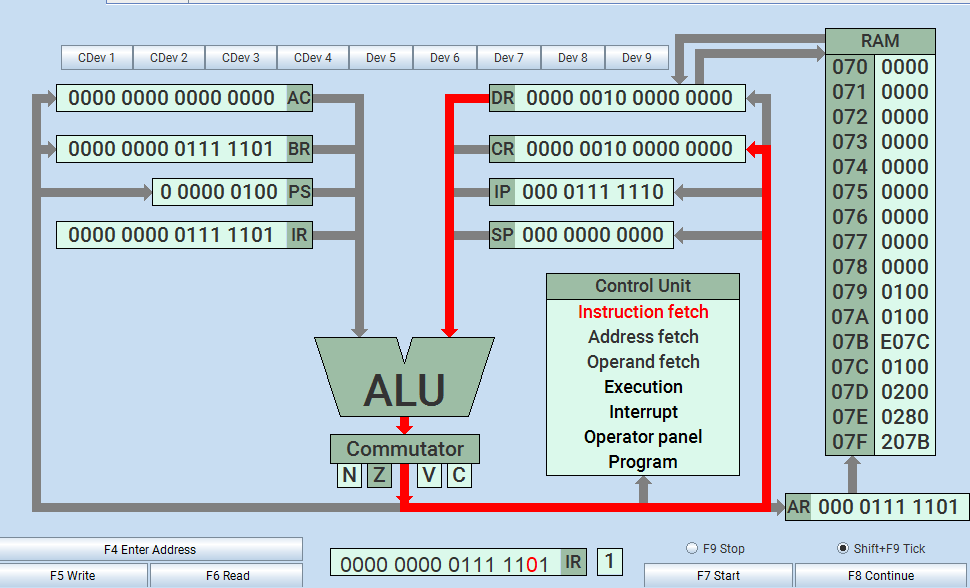 CDev 1 CDev 2 CDev 3 CDev 4 Dev 5 Dev 6 Dev 7 Dev 8 Dev 9
RAM
070 0000
071 0000
072 0000
073 0000
074 0000
075 0000
076 0000
077 0000
078 0000
079 0100
07A 0100
07B E07C
07C 0100
07D 0200
07E 0280
07F 207B
0000 0000 0000 0000 AC
DR 0000 0010 0000 0000
0000 0000 0111 1101 BR
CR 0000 0010 0000 0000
0 0000 0100 PS
IP 000 0111 1110
0000 0000 0111 1101 IR
SP 000 0000 0000
Control Unit
Instruction fetch
Address fetch
Operand fetch
Execution
Interrupt
Operator panel
Program
ALU
Commutator
N Z V C
AR 000 0111 1101
F4 Enter Address
F5 Write F6 Read
0000 0000 0111 1101 IR 1
F9 Stop Shift+F9 Tick
F7 Start F8 Continue